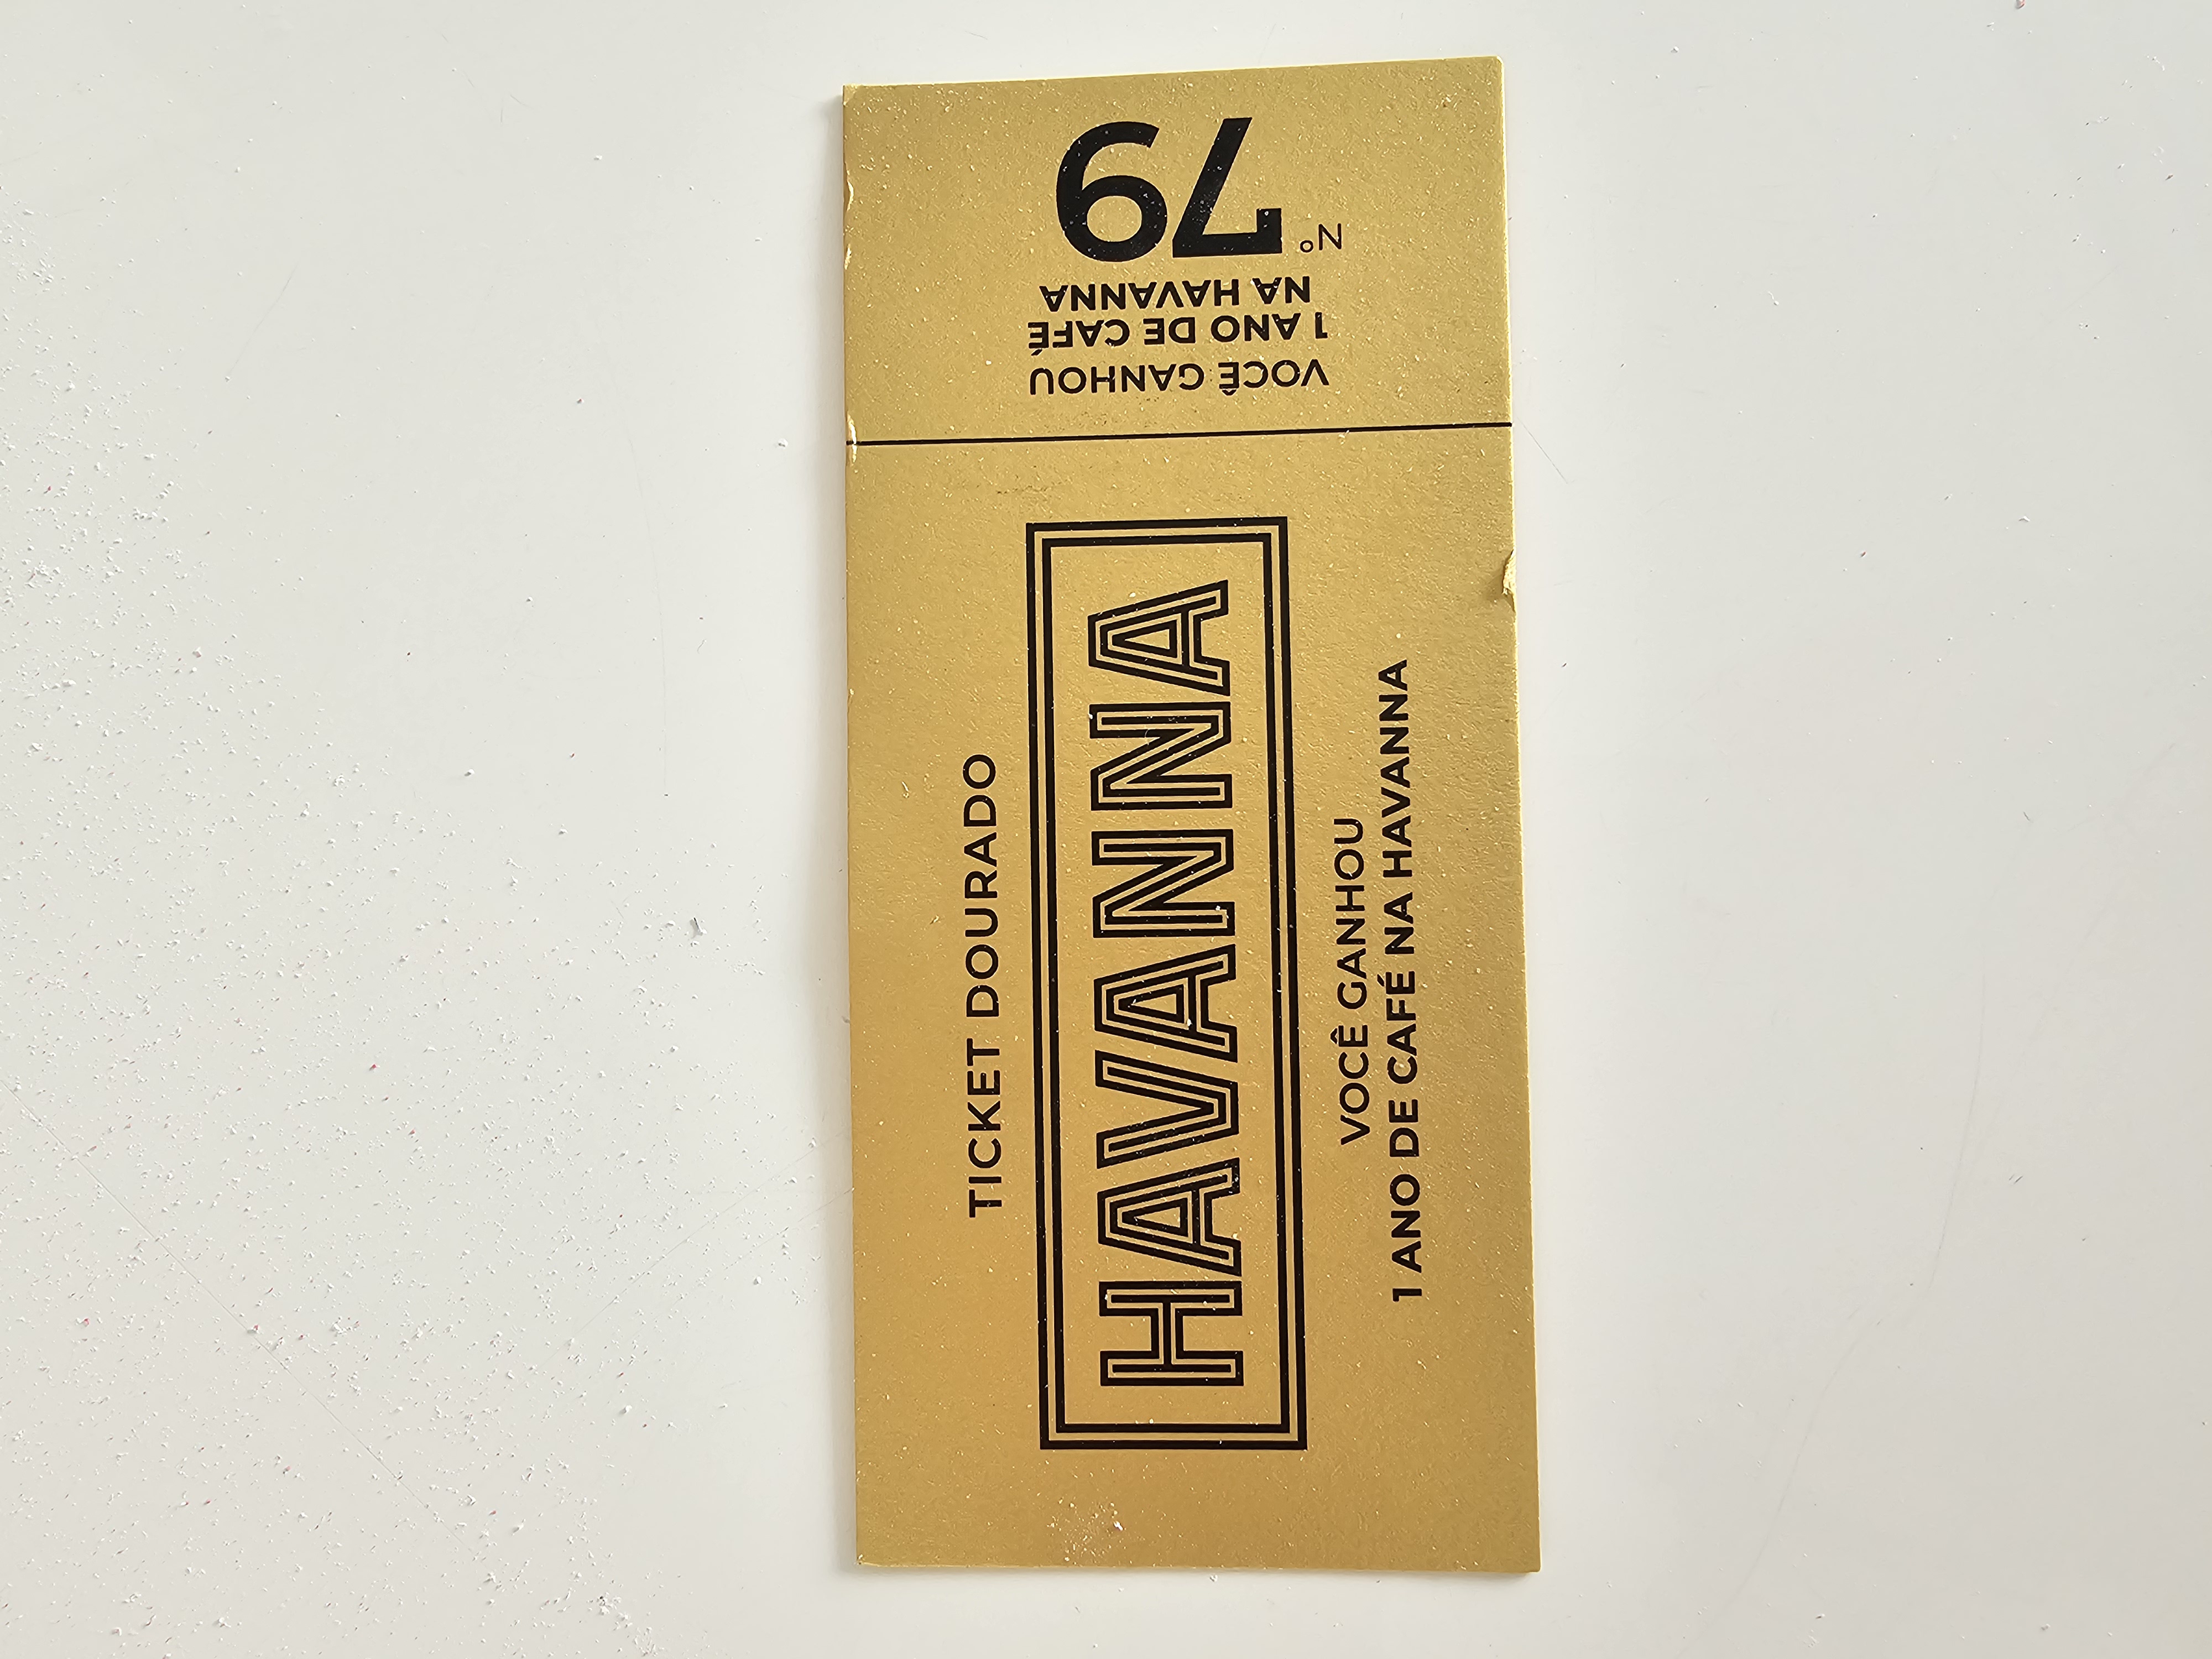 TICKET DOURADO
HAVANNA
VOCÊ GANHOU
1 ANO DE CAFÉ NA HAVANNA
VOCÊ GANHOU
1 ANO DE CAFÉ
NA HAVANNA
Nº 79